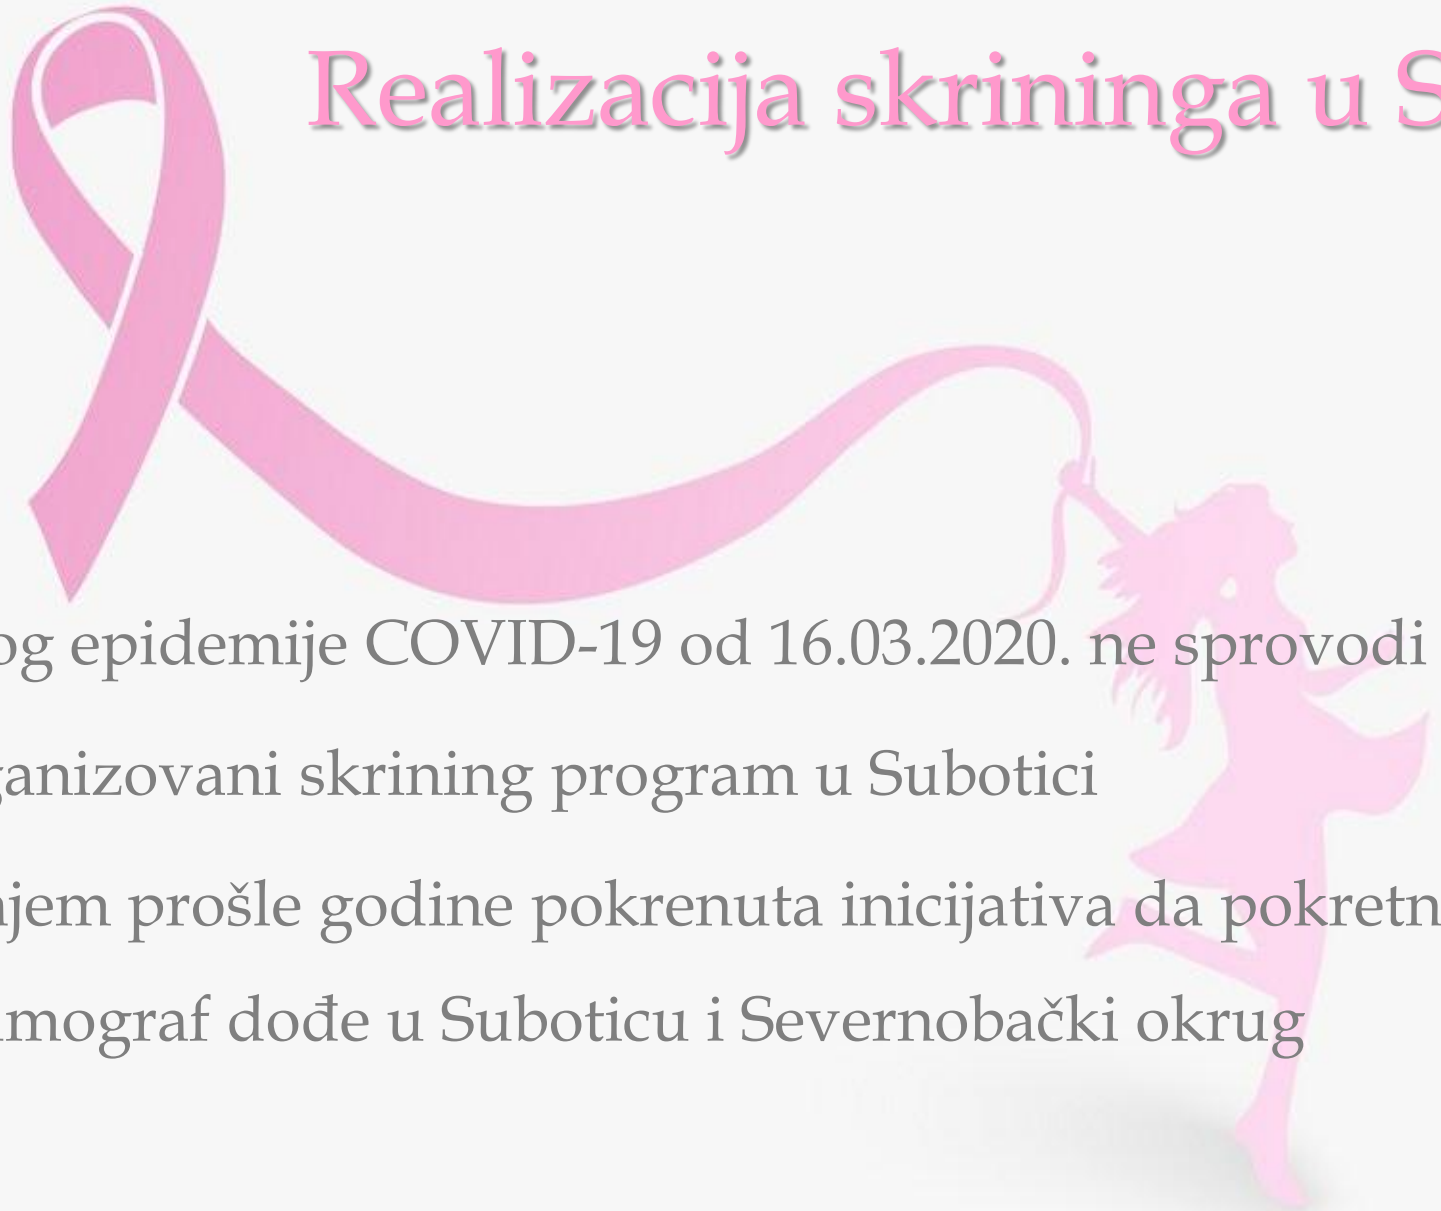 Realizacija skrininga u S
og epidemije COVID-19 od 16.03.2020. ne sprovodi
ganizovani skrining program u Subotici
njem prošle godine pokrenuta inicijativa da pokretn
mograf dođe u Suboticu i Severnobački okrug